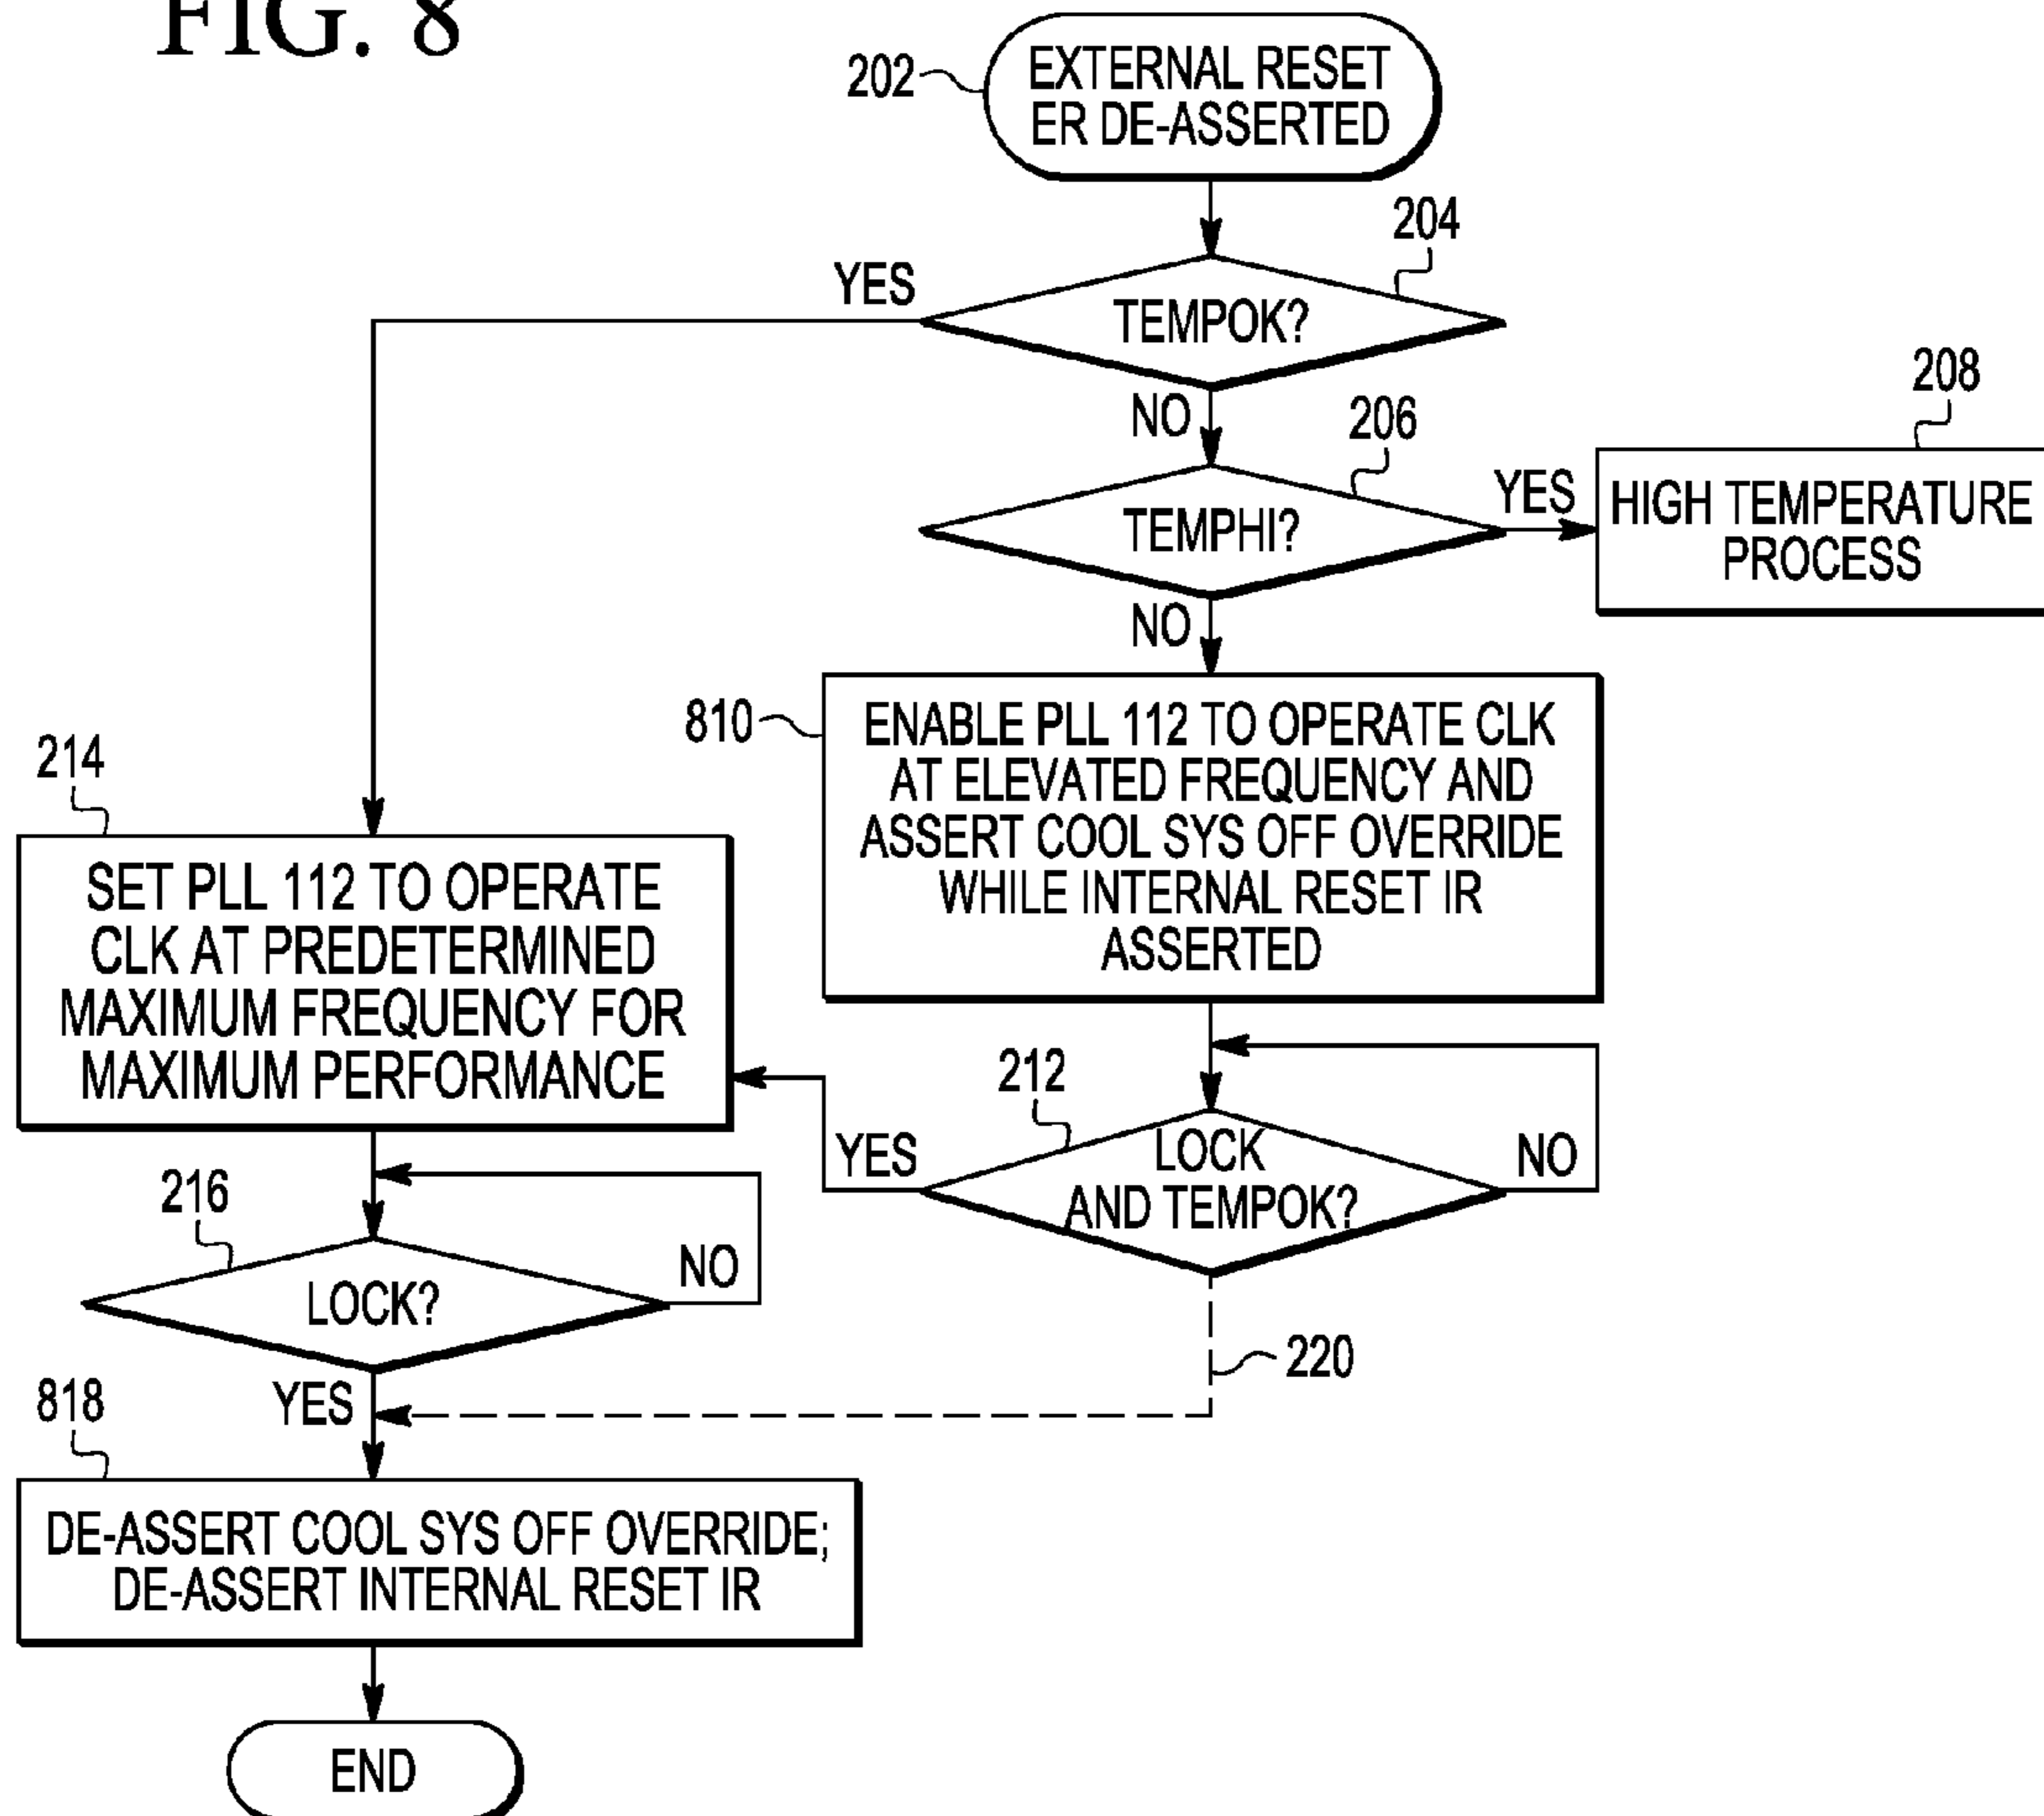 FIG. 8
202
EXTERNAL RESET
ER DE-ASSERTED
204
YES
TEMPOK?
208
NO
206
YES
HIGH TEMPERATURE
PROCESS
TEMPHI?
NO
810
ENABLE PLL 112 TO OPERATE CLK
AT ELEVATED FREQUENCY AND
ASSERT COOL SYS OFF OVERRIDE
WHILE INTERNAL RESET IR
ASSERTED
214
SET PLL 112 TO OPERATE
CLK AT PREDETERMINED
MAXIMUM FREQUENCY FOR
MAXIMUM PERFORMANCE
212
YES
LOCK
AND TEMPOK?
NO
216
NO
LOCK?
220
818
YES
DE-ASSERT COOL SYS OFF OVERRIDE;
DE-ASSERT INTERNAL RESET IR
END